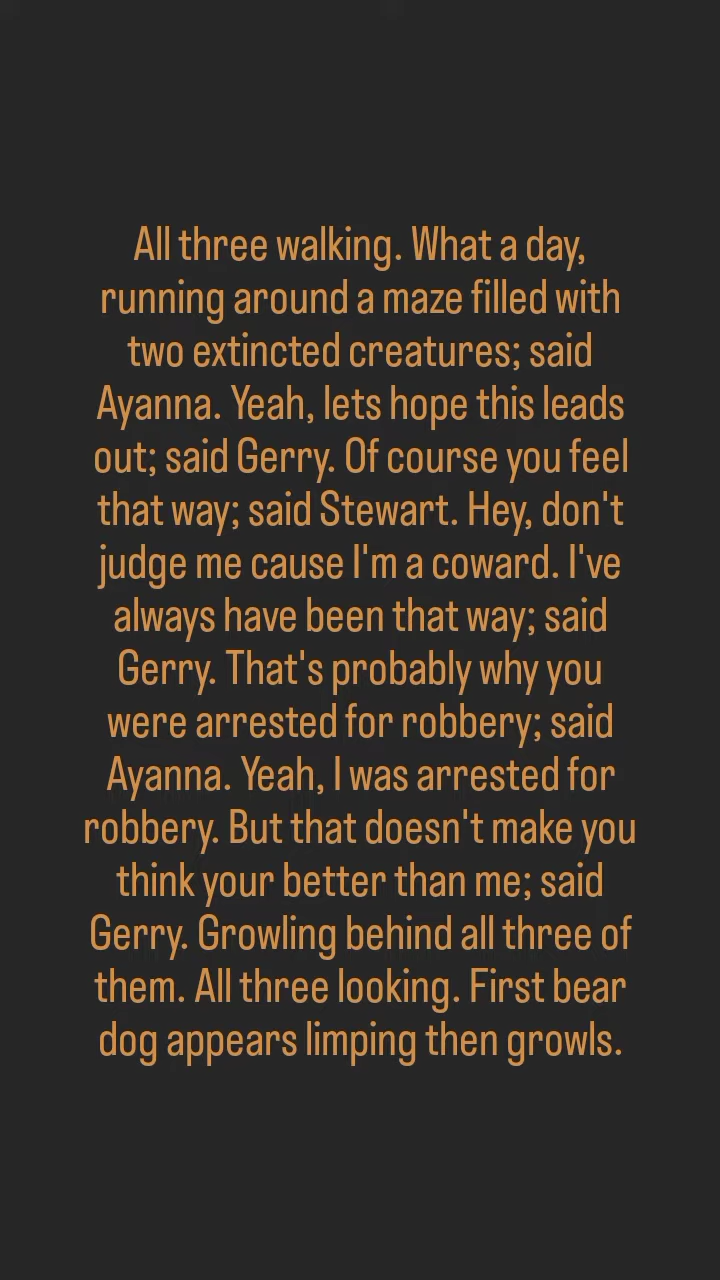 All three walking. What a day,
running around a maze filled with
two extincted creatures; said
Ayanna. Yeah, lets hope this leads
out; said Gerry. Of course you feel
that way; said Stewart. Hey, don't
judge me cause I'm a coward. I've
always have been that way; said
Gerry. That's probably why you
were arrested for robbery; said
Ayanna. Yeah, I was arrested for
robbery. But that doesn't make you
think your better than me; said
Gerry. Growling behind all three of
them. All three looking. First bear
dog appears limping then growls.